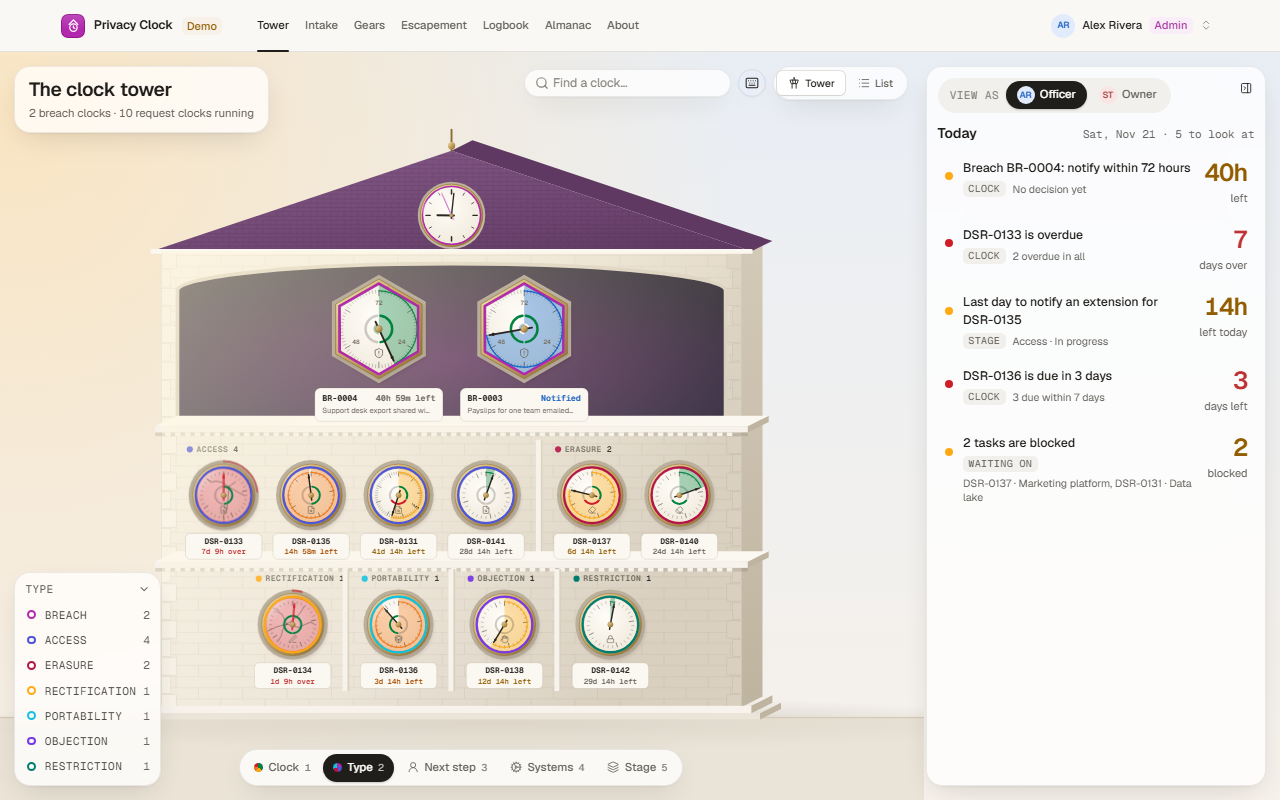 Privacy Clock Demo
Tower Intake Gears Escapement Logbook Almanac About
AR Alex Rivera Admin
The clock tower
2 breach clocks · 10 request clocks running
Find a clock...
Tower List
72
48 24
72
48 24
BR-0004 40h 59m left
Support desk export shared wi...
BR-0003 Notified
Payslips for one team emailed...
ACCESS 4
ERASURE 2
DSR-0133
7d 9h over
DSR-0135
14h 58m left
DSR-0131
41d 14h left
DSR-0141
28d 14h left
DSR-0137
6d 14h left
DSR-0140
24d 14h left
RECTIFICATION 1
PORTABILITY 1
OBJECTION 1
RESTRICTION 1
DSR-0134
1d 9h over
DSR-0136
3d 14h left
DSR-0138
12d 14h left
DSR-0142
29d 14h left
TYPE
BREACH 2
ACCESS 4
ERASURE 2
RECTIFICATION 1
PORTABILITY 1
OBJECTION 1
RESTRICTION 1
Clock 1 Type 2 Next step 3 Systems 4 Stage 5
VIEW AS AR Officer ST Owner
Today Sat, Nov 21 · 5 to look at
Breach BR-0004: notify within 72 hours
CLOCK No decision yet
40h
left
DSR-0133 is overdue
CLOCK 2 overdue in all
7
days over
Last day to notify an extension for
DSR-0135
STAGE Access · In progress
14h
left today
DSR-0136 is due in 3 days
CLOCK 3 due within 7 days
3
days left
2 tasks are blocked
WAITING ON
DSR-0137 · Marketing platform, DSR-0131 · Data
lake
2
blocked